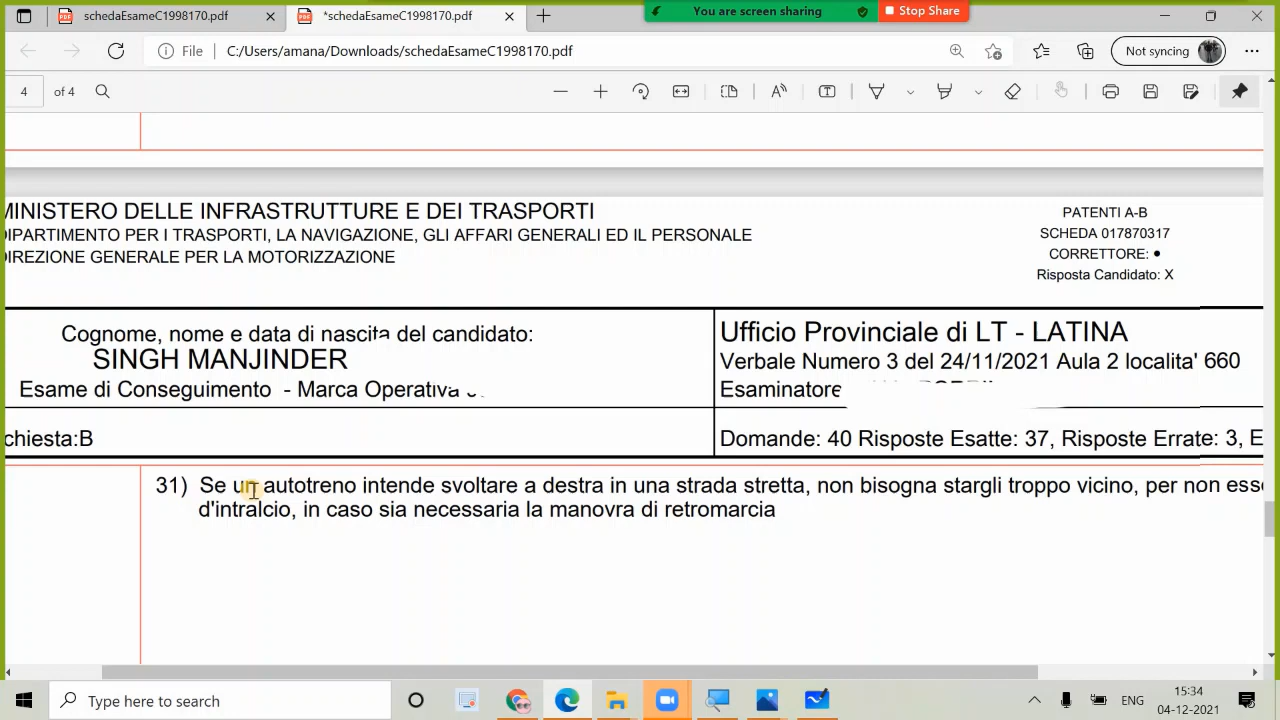 schedaEsameC1998170.pdf
*schedaEsameC1998170.pdf
You are screen sharing
Stop Share
File
C:/Users/amana/Downloads/schedaEsameC1998170.pdf
Not syncing
4 of 4
MINISTERO DELLE INFRASTRUTTURE E DEI TRASPORTI
DIPARTIMENTO PER I TRASPORTI, LA NAVIGAZIONE, GLI AFFARI GENERALI ED IL PERSONALE
DIREZIONE GENERALE PER LA MOTORIZZAZIONE
PATENTI A-B
SCHEDA 017870317
CORRETTORE: ●
Risposta Candidato: X
Cognome, nome e data di nascita del candidato:
SINGH MANJINDER
Esame di Conseguimento - Marca Operativa
Ufficio Provinciale di LT - LATINA
Verbale Numero 3 del 24/11/2021 Aula 2 localita' 660
Esaminatore
chiesta:B
Domande: 40 Risposte Esatte: 37, Risposte Errate: 3, E
31) Se un autotreno intende svoltare a destra in una strada stretta, non bisogna stargli troppo vicino, per non esse
d'intralcio, in caso sia necessaria la manovra di retromarcia
Type here to search
ENG
15:34
04-12-2021